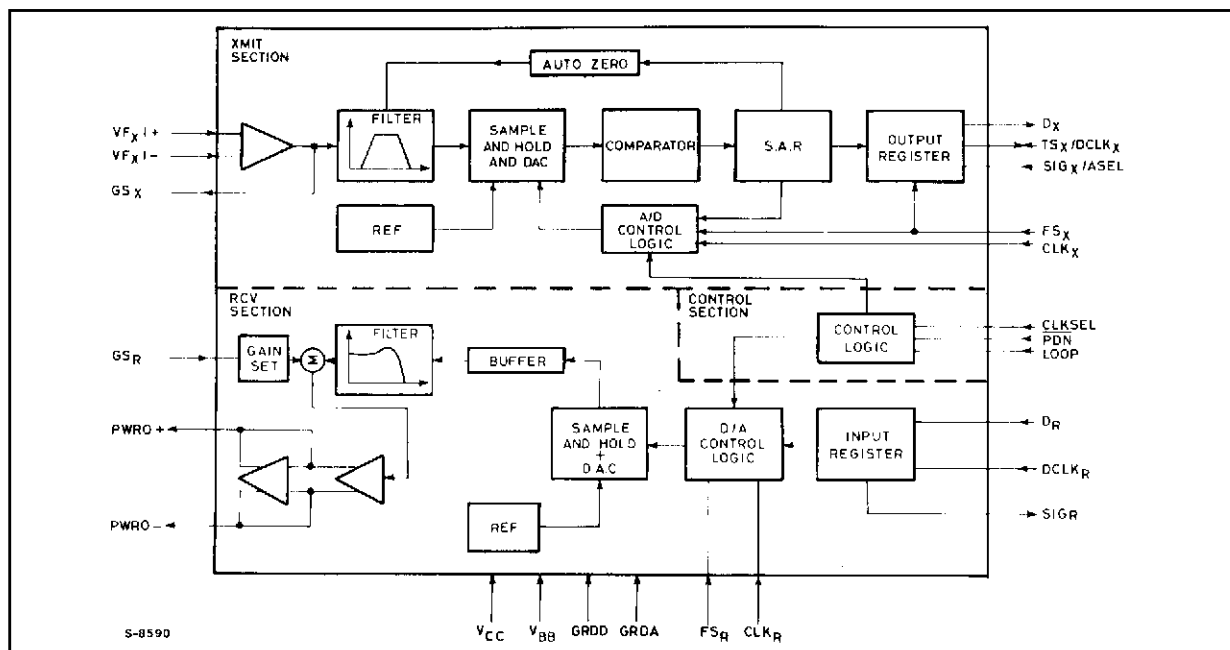 XMIT
SECTION
AUTO ZERO
VFX I+
VFX I-
GSX
FILTER
SAMPLE
AND HOLD
AND DAC
COMPARATOR
S.A.R
OUTPUT
REGISTER
DX
TSX/DCLKX
SIGX/ASEL
REF
A/D
CONTROL
LOGIC
FSX
CLKX
RCV
SECTION
CONTROL
SECTION
GSR
GAIN
SET
Σ
FILTER
BUFFER
CONTROL
LOGIC
CLKSEL
PDN
LOOP
PWRO+
PWRO-
SAMPLE
AND HOLD
+
D.A.C
D/A
CONTROL
LOGIC
INPUT
REGISTER
DR
DCLKR
SIGR
REF
VCC
VBB
GRDD
GRDA
FSR
CLKR
S-8590